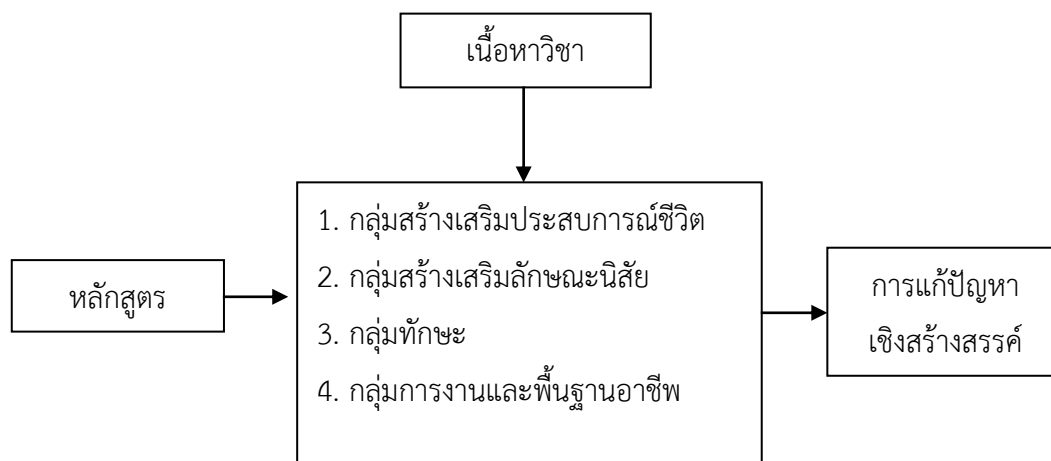 เนื้อหาวิชา
หลักสูตร
1. กลุ่มสร้างเสริมประสบการณ์ชีวิต
2. กลุ่มสร้างเสริมลักษณะนิสัย
3. กลุ่มทักษะ
4. กลุ่มการงานและพื้นฐานอาชีพ
การแก้ปัญหา
เชิงสร้างสรรค์